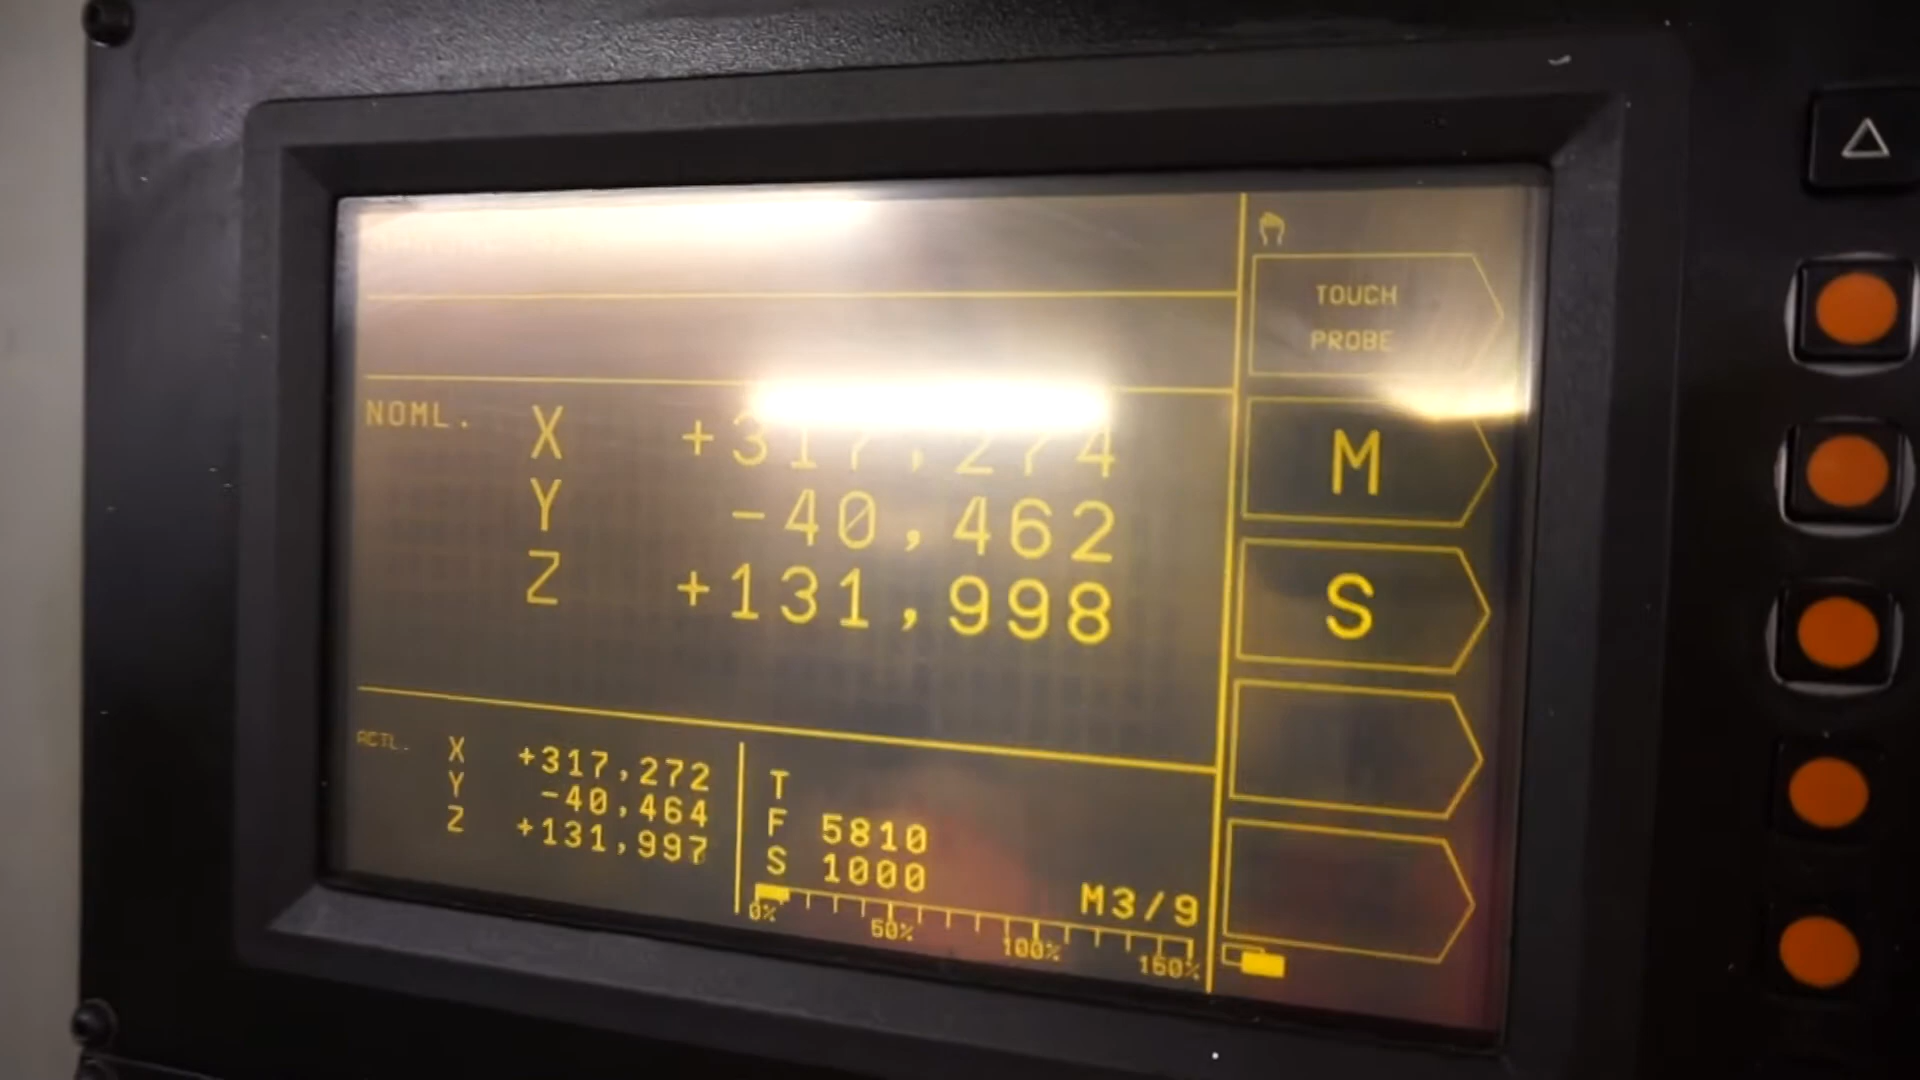 TOUCH
PROBE
M
S
NOML. X +317,274
Y -40,462
Z +131,998
ACTL. X +317,272
Y -40,464
Z +131,997
T
F 5810
S 1000
M3/9
0% 50% 100% 150%